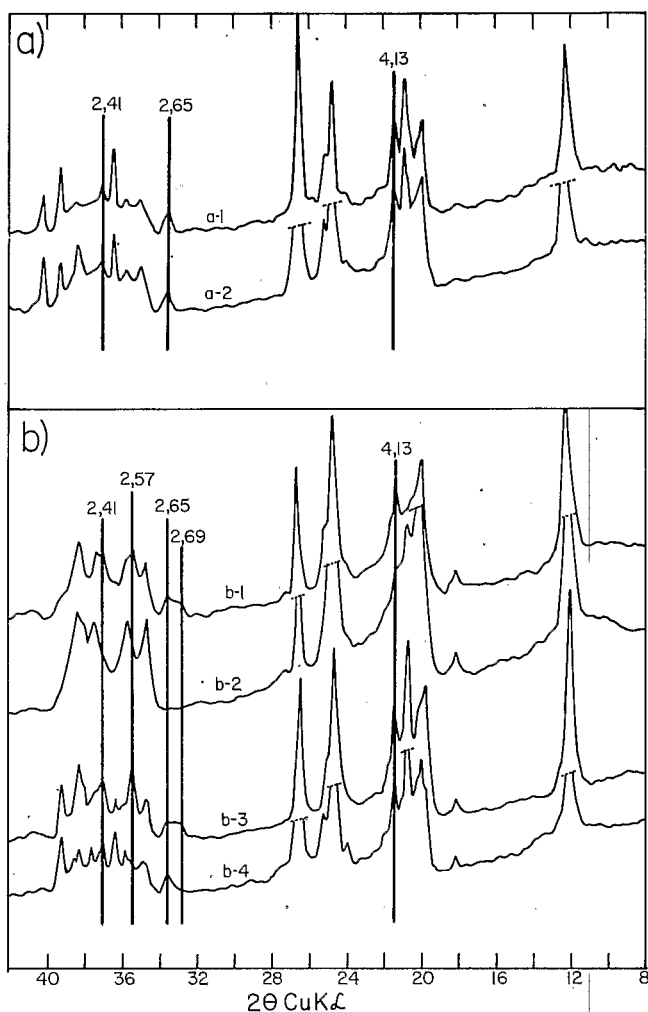 a)
2,41 2,65 4,13
a-1
a-2
b)
2,41 2,57 2,65 2,69 4,13
b-1
b-2
b-3
b-4
40 36 32 28 24 20 16 12 8
2θ CuKα